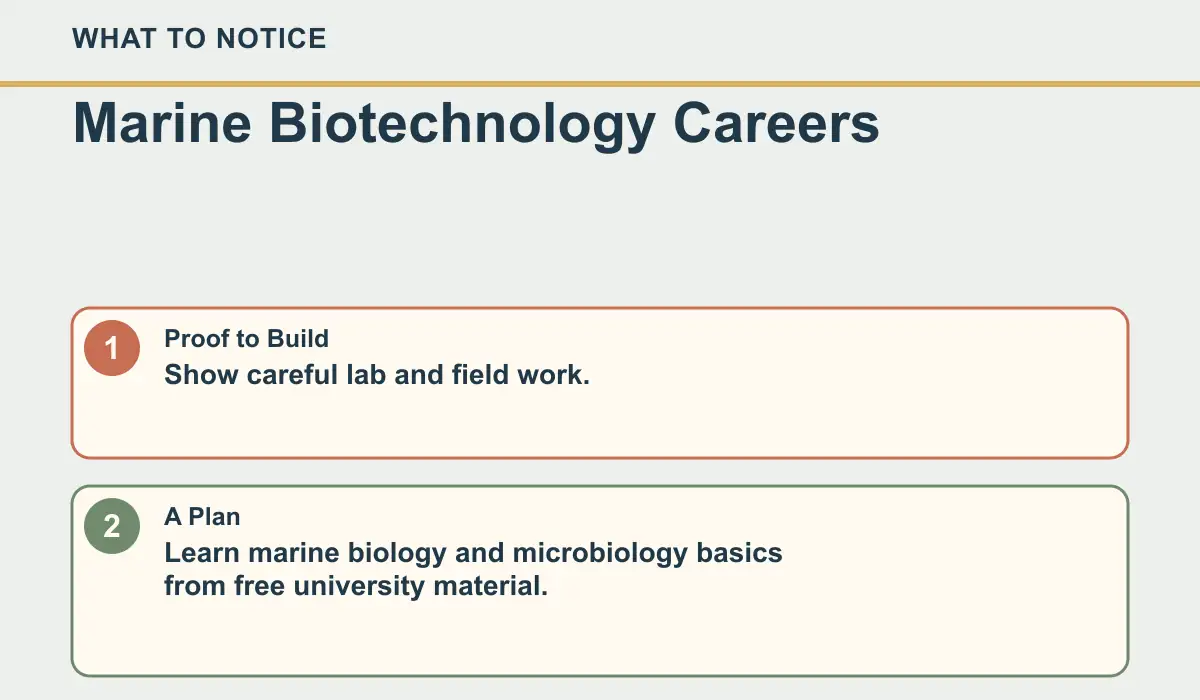 WHAT TO NOTICE
Marine Biotechnology Careers
1
Proof to Build
Show careful lab and field work.
2
A Plan
Learn marine biology and microbiology basics
from free university material.